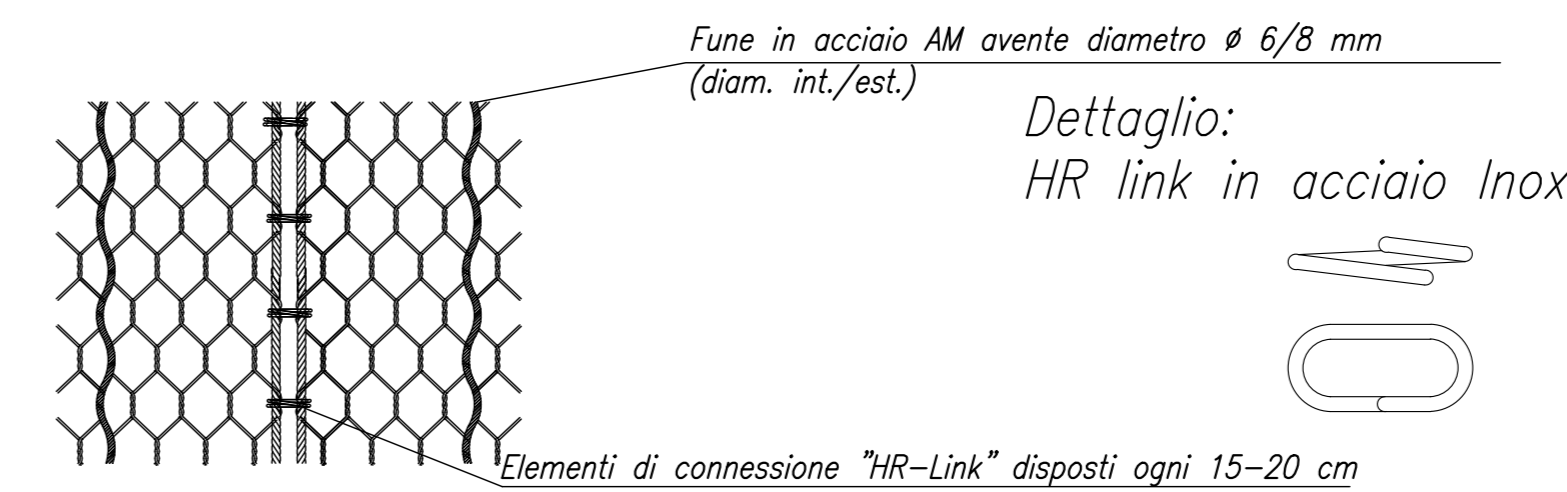 Fune in acciaio AM avente diametro ø 6/8 mm
(diam. int./est.)
Dettaglio:
HR link in acciaio Inox
Elementi di connessione "HR-Link" disposti ogni 15-20 cm